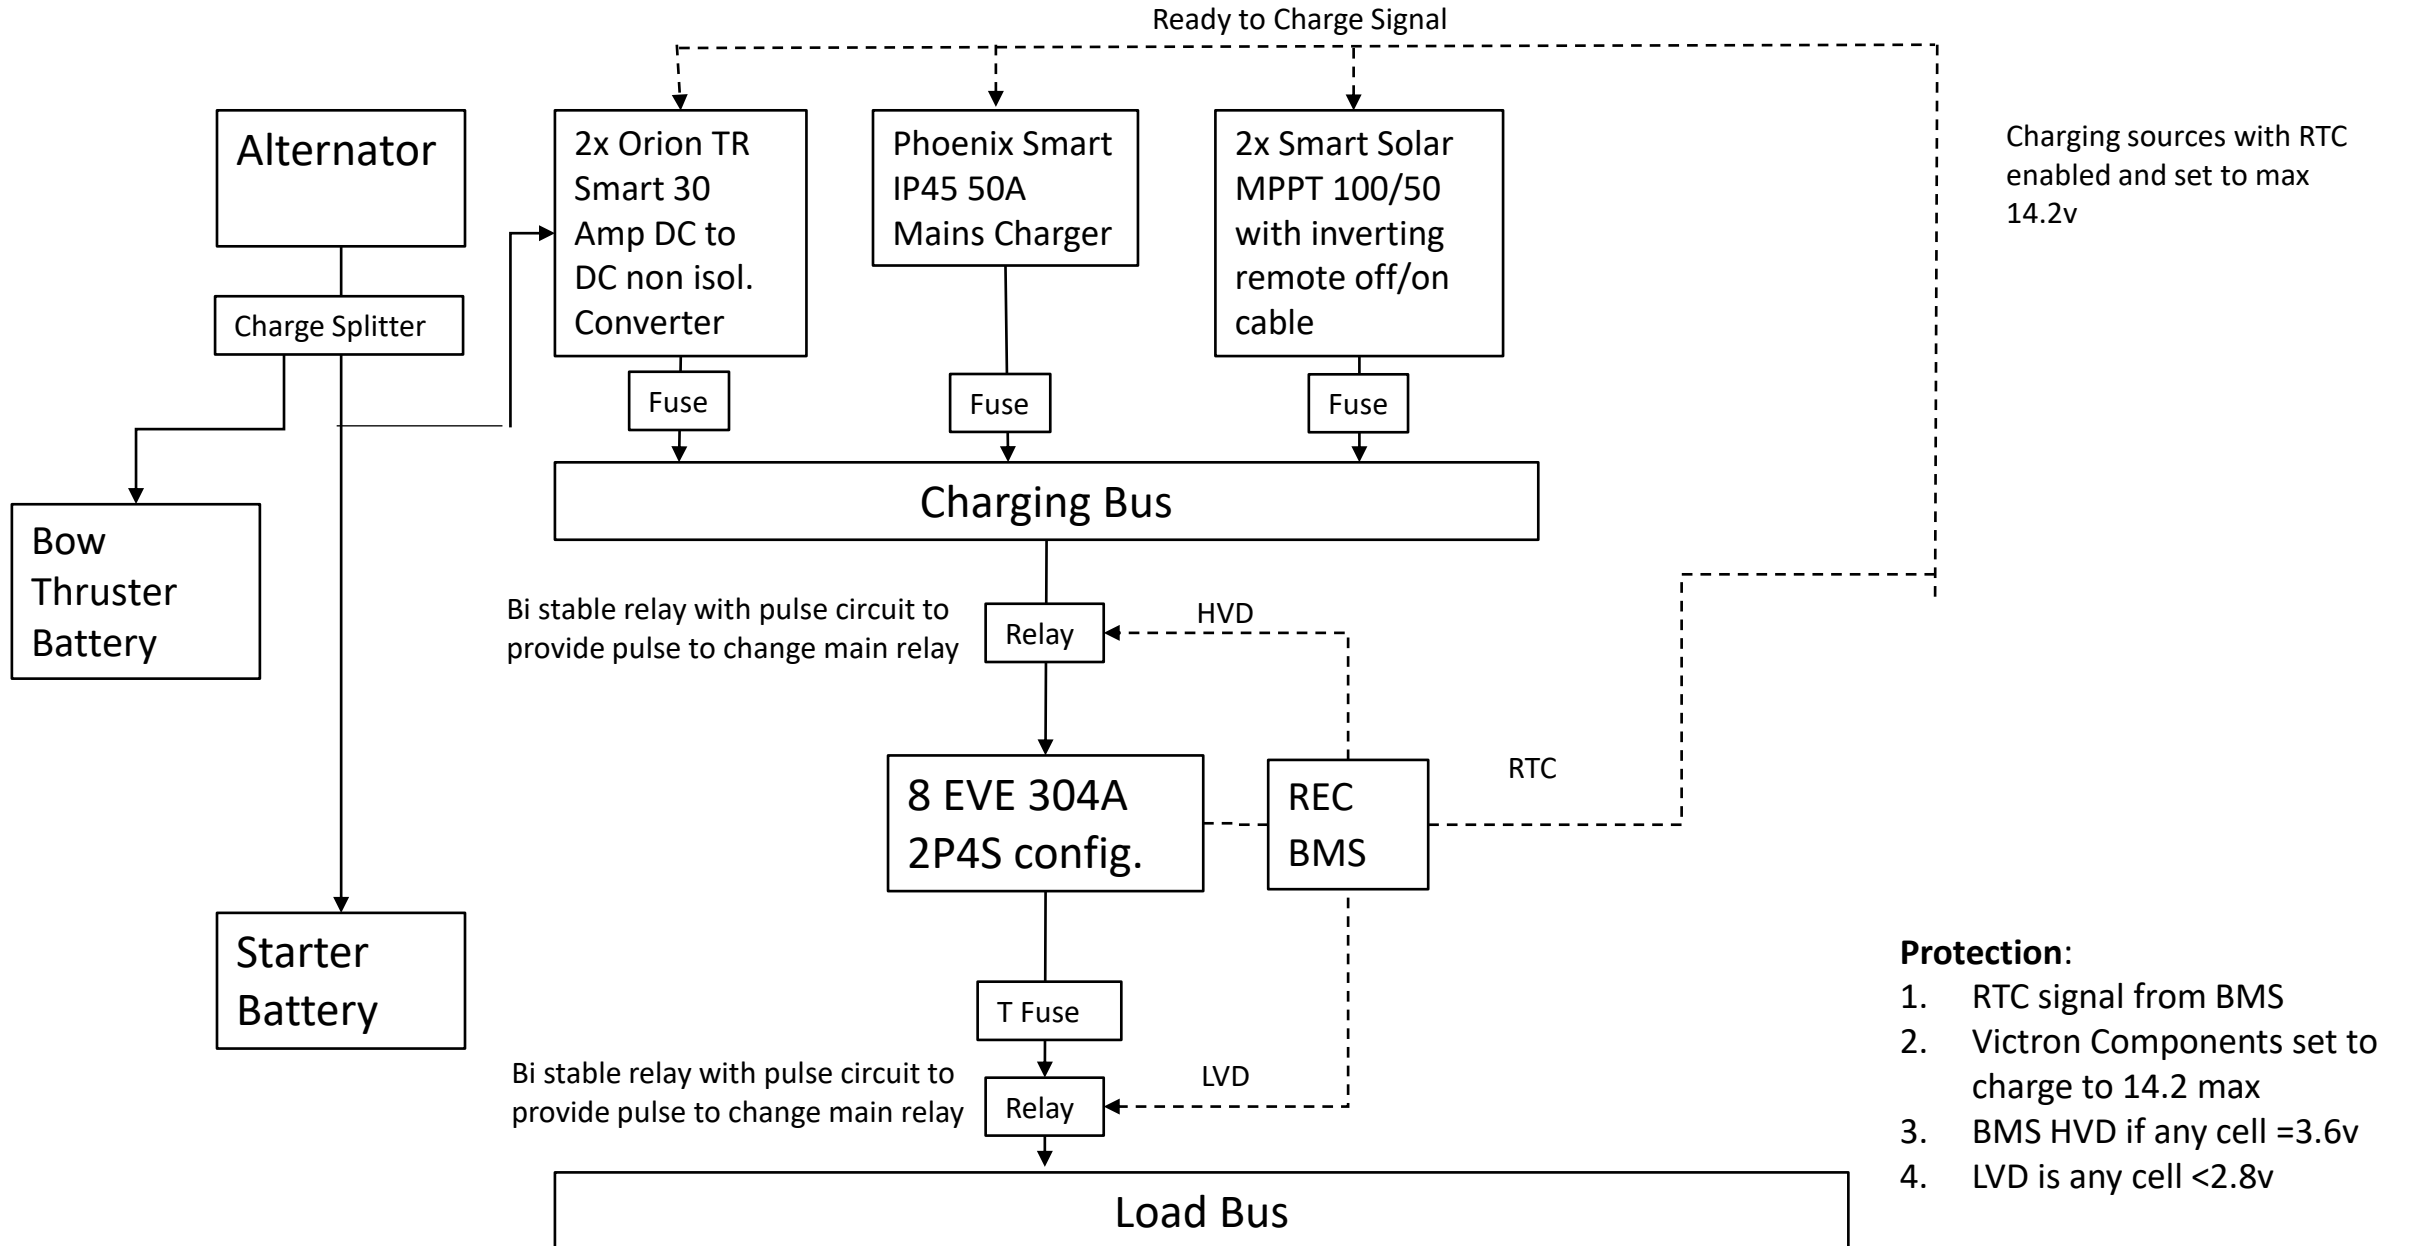 Ready to Charge Signal
Alternator
Charge Splitter
2x Orion TR
Smart 30
Amp DC to
DC non isol.
Converter
Phoenix Smart
IP45 50A
Mains Charger
2x Smart Solar
MPPT 100/50
with inverting
remote off/on
cable
Charging sources with RTC
enabled and set to max
14.2v
Fuse
Fuse
Fuse
Charging Bus
Bow
Thruster
Battery
Bi stable relay with pulse circuit to
provide pulse to change main relay
Relay
HVD
8 EVE 304A
2P4S config.
REC
BMS
RTC
Starter
Battery
T Fuse
Bi stable relay with pulse circuit to
provide pulse to change main relay
Relay
LVD
Load Bus
Protection:
1. RTC signal from BMS
2. Victron Components set to
charge to 14.2 max
3. BMS HVD if any cell =3.6v
4. LVD is any cell <2.8v